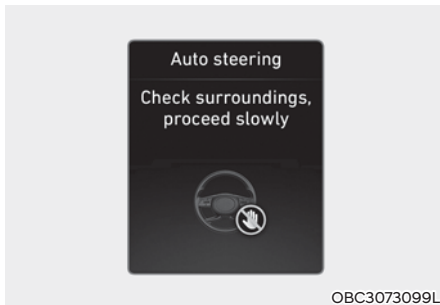 Auto steering
Check surroundings,
proceed slowly
OBC3073099L